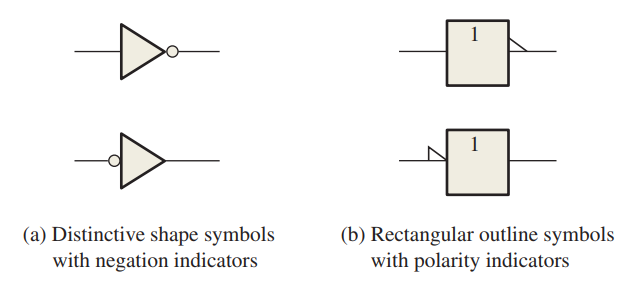 1
1
(a) Distinctive shape symbols
with negation indicators
(b) Rectangular outline symbols
with polarity indicators